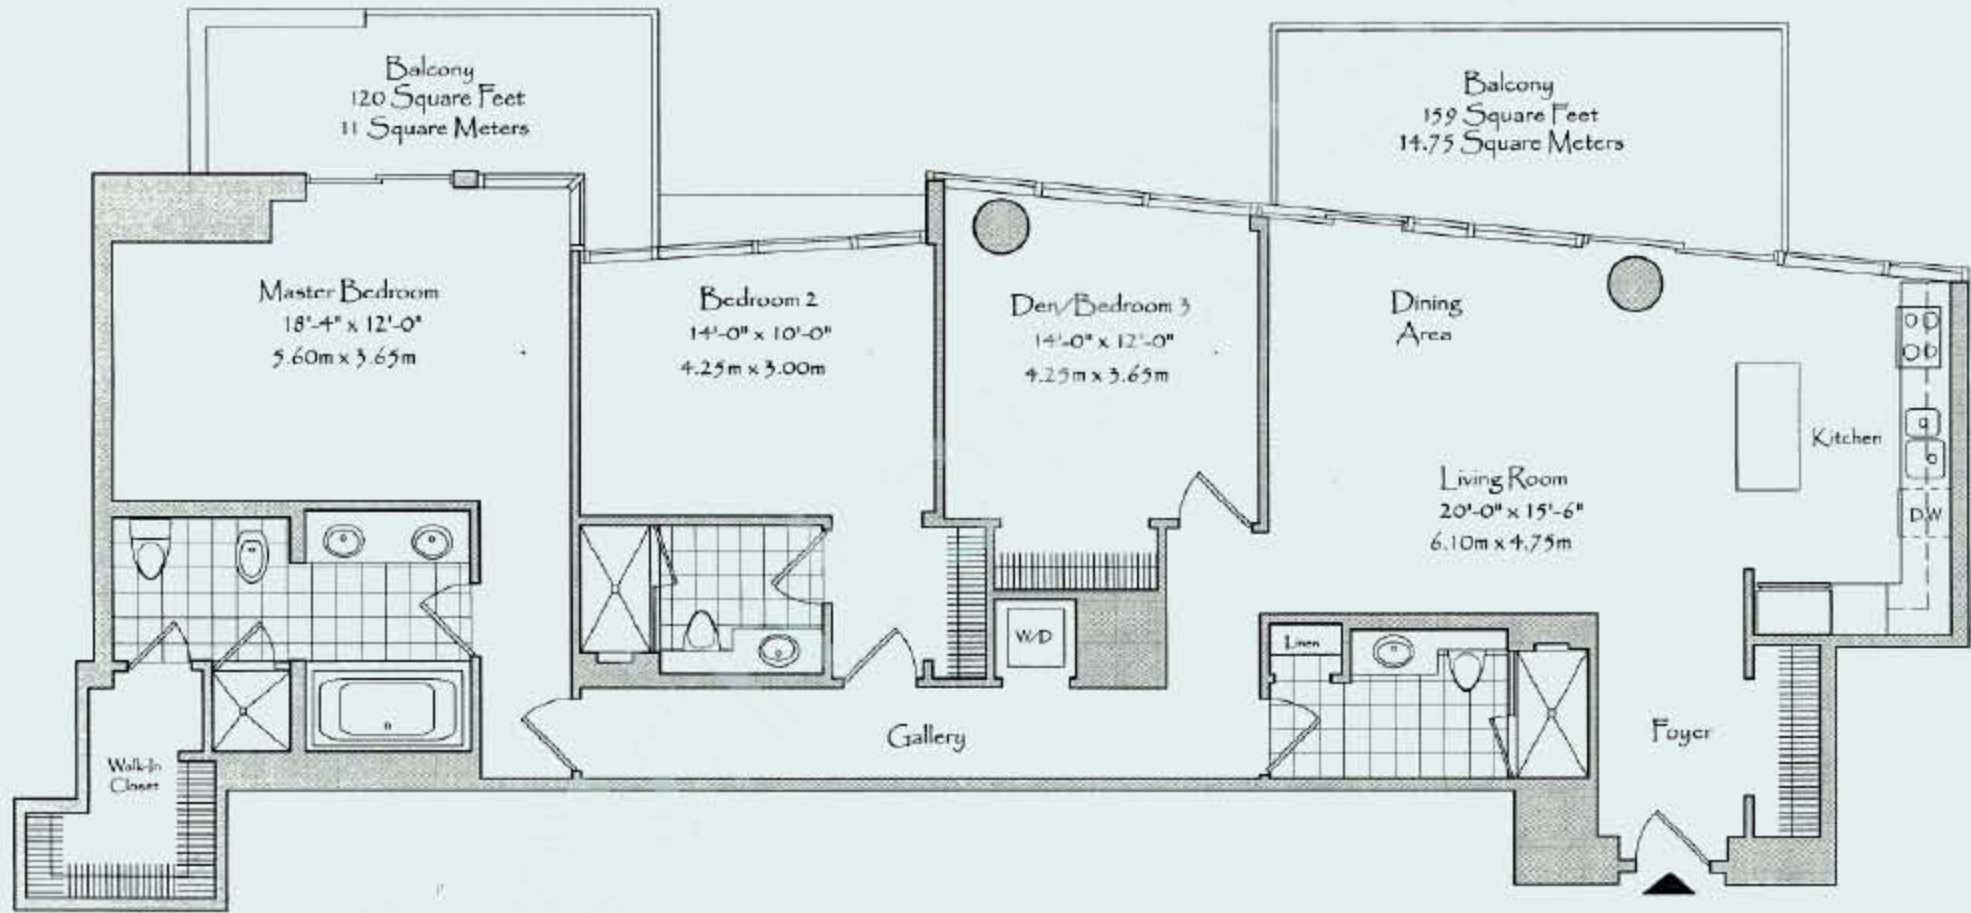 Balcony
120 Square Feet
11 Square Meters
Balcony
159 Square Feet
14.75 Square Meters
Master Bedroom
18'-4" x 12'-0"
5.60m x 3.65m
Bedroom 2
14'-0" x 10'-0"
4.25m x 3.00m
Den/Bedroom 3
14'-0" x 12'-0"
4.25m x 3.65m
Dining
Area
Kitchen
Living Room
20'-0" x 15'-6"
6.10m x 4.75m
DW
W/D
Linen
Gallery
Foyer
Walk-In
Closet